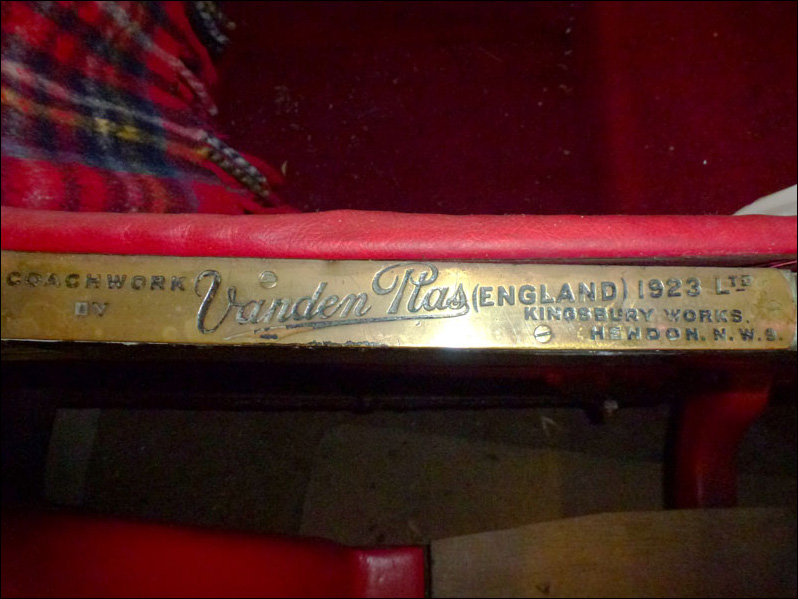 COACHWORK
BY
Vanden Plas (ENGLAND) 1923 LTD
KINGSBURY WORKS.
HENDON. N.W.9.